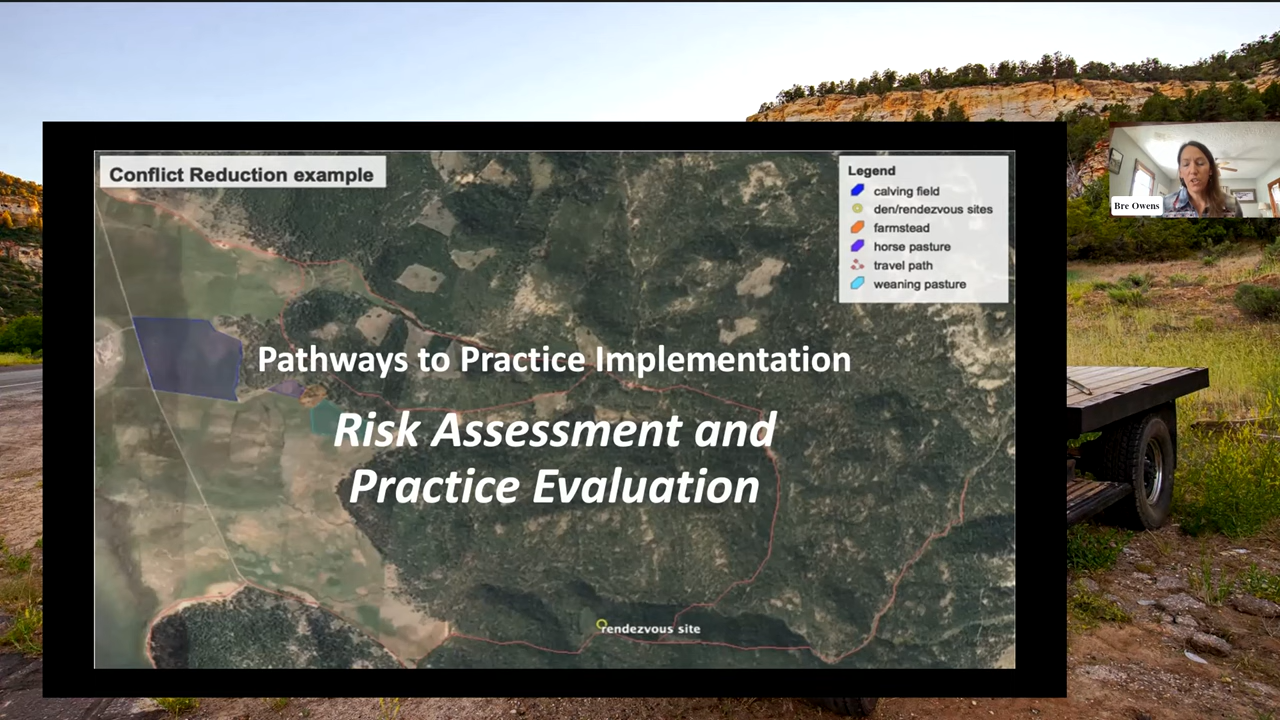 Conflict Reduction example
Legend
calving field
den/rendezvous sites
farmstead
horse pasture
travel path
weaning pasture
Bre Owens
Pathways to Practice Implementation
Risk Assessment and
Practice Evaluation
rendezvous site